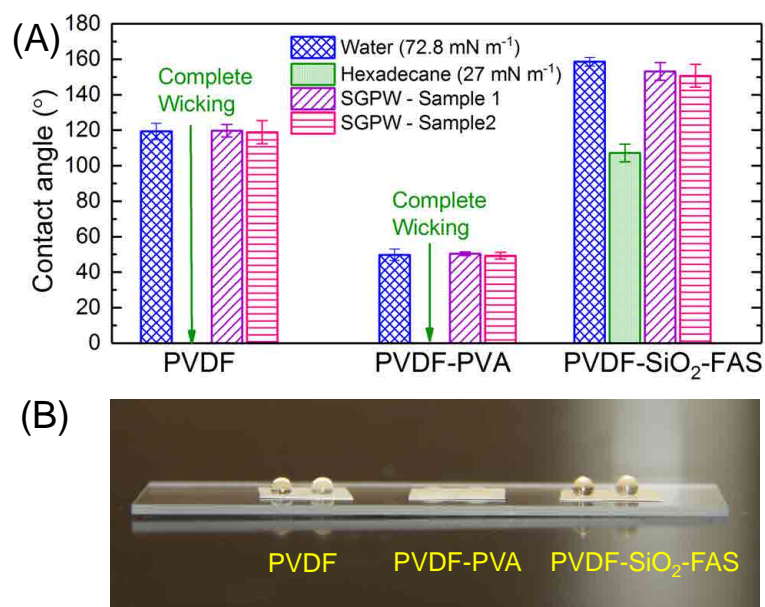 (A)
180
160
140
120
100
80
60
40
20
0
Contact angle (°)
Water (72.8 mN m⁻¹)
Hexadecane (27 mN m⁻¹)
SGPW - Sample 1
SGPW - Sample2
Complete
Wicking
Complete
Wicking
PVDF
PVDF-PVA
PVDF-SiO₂-FAS
(B)
PVDF
PVDF-PVA
PVDF-SiO₂-FAS